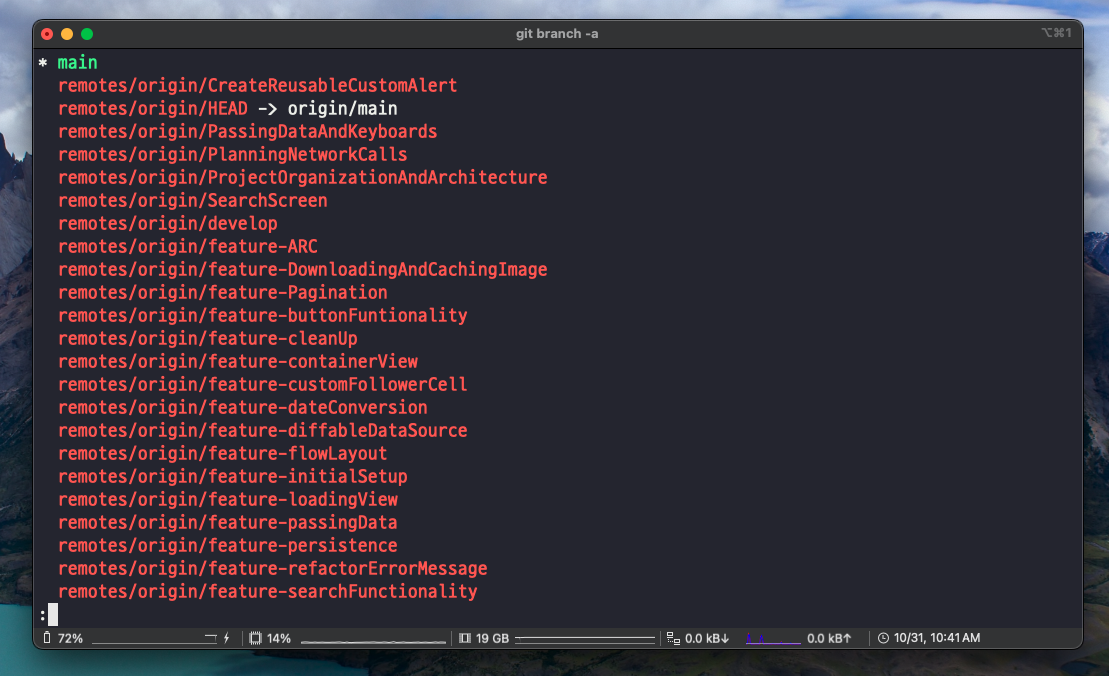 git branch -a
⌥⌘1
* main
remotes/origin/CreateReusableCustomAlert
remotes/origin/HEAD -> origin/main
remotes/origin/PassingDataAndKeyboards
remotes/origin/PlanningNetworkCalls
remotes/origin/ProjectOrganizationAndArchitecture
remotes/origin/SearchScreen
remotes/origin/develop
remotes/origin/feature-ARC
remotes/origin/feature-DownloadingAndCachingImage
remotes/origin/feature-Pagination
remotes/origin/feature-buttonFuntionality
remotes/origin/feature-cleanUp
remotes/origin/feature-containerView
remotes/origin/feature-customFollowerCell
remotes/origin/feature-dateConversion
remotes/origin/feature-diffableDataSource
remotes/origin/feature-flowLayout
remotes/origin/feature-initialSetup
remotes/origin/feature-loadingView
remotes/origin/feature-passingData
remotes/origin/feature-persistence
remotes/origin/feature-refactorErrorMessage
remotes/origin/feature-searchFunctionality
:
72% 14% 19 GB 0.0 kB↓ 0.0 kB↑ 10/31, 10:41 AM